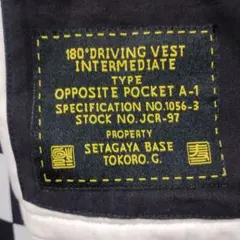 180°DRIVING VEST
INTERMEDIATE
TYPE
OPPOSITE POCKET A-1
SPECIFICATION NO.1056-3
STOCK NO. JCR-97
PROPERTY
SETAGAYA BASE
TOKORO. G.